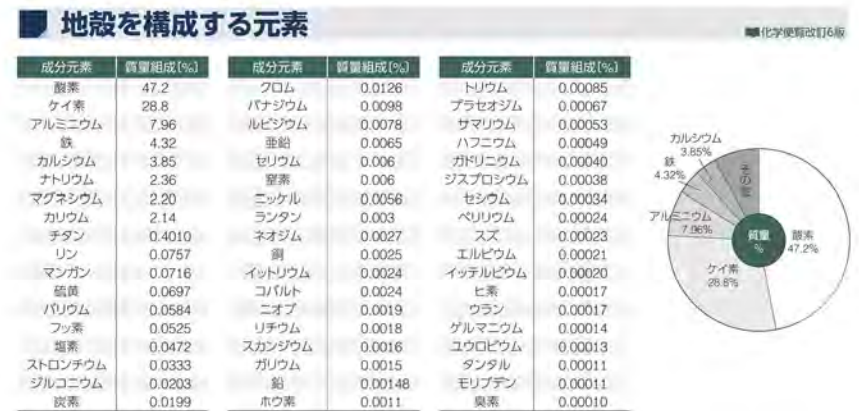 地殻を構成する元素
化学便覧改訂6版
成分元素 質量組成(%)
酸素 47.2
ケイ素 28.8
アルミニウム 7.96
鉄 4.32
カルシウム 3.85
ナトリウム 2.36
マグネシウム 2.20
カリウム 2.14
チタン 0.4010
リン 0.0757
マンガン 0.0716
硫黄 0.0697
バリウム 0.0584
フッ素 0.0525
塩素 0.0472
ストロンチウム 0.0333
ジルコニウム 0.0203
炭素 0.0199
成分元素 質量組成(%)
クロム 0.0126
バナジウム 0.0098
ルビジウム 0.0078
亜鉛 0.0065
セリウム 0.006
窒素 0.006
ニッケル 0.0056
ランタン 0.003
ネオジム 0.0027
銅 0.0025
イットリウム 0.0024
コバルト 0.0024
ニオブ 0.0019
リチウム 0.0018
スカンジウム 0.0016
ガリウム 0.0015
鉛 0.00148
ホウ素 0.0011
成分元素 質量組成(%)
トリウム 0.00085
プラセオジム 0.00067
サマリウム 0.00053
ハフニウム 0.00049
ガドリニウム 0.00040
ジスプロシウム 0.00038
セシウム 0.00034
ベリリウム 0.00024
スズ 0.00023
エルビウム 0.00021
イッテルビウム 0.00020
ヒ素 0.00017
ウラン 0.00017
ゲルマニウム 0.00014
ユウロビウム 0.00013
タンタル 0.00011
モリブデン 0.00011
臭素 0.00010
カルシウム
3.85%
鉄
4.32%
その他
アルミニウム
7.96%
質量
%
酸素
47.2%
ケイ素
28.8%